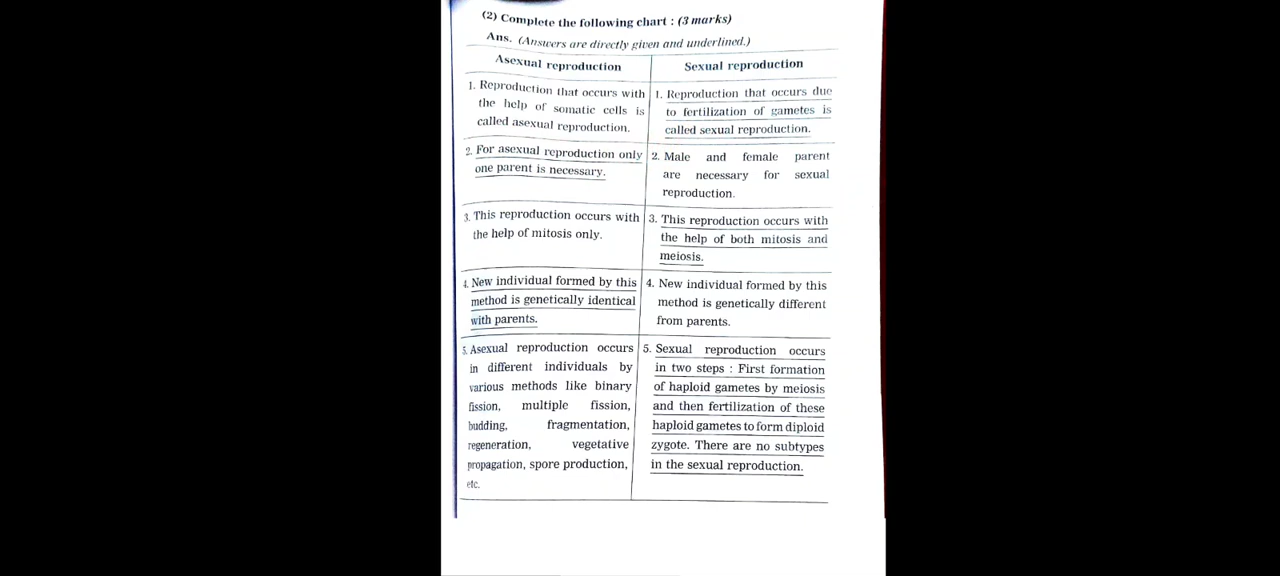 (2) Complete the following chart : (3 marks)
Ans. (Answers are directly given and underlined.)
Asexual reproduction
1. Reproduction that occurs with
the help of somatic cells is
called asexual reproduction.
2. For asexual reproduction only
one parent is necessary.
3. This reproduction occurs with
the help of mitosis only.
4. New individual formed by this
method is genetically identical
with parents.
5. Asexual reproduction occurs
in different individuals by
various methods like binary
fission, multiple fission,
budding, fragmentation,
regeneration, vegetative
propagation, spore production,
etc.
Sexual reproduction
1. Reproduction that occurs due
to fertilization of gametes is
called sexual reproduction.
2. Male and female parent
are necessary for sexual
reproduction.
3. This reproduction occurs with
the help of both mitosis and
meiosis.
4. New individual formed by this
method is genetically different
from parents.
5. Sexual reproduction occurs
in two steps : First formation
of haploid gametes by meiosis
and then fertilization of these
haploid gametes to form diploid
zygote. There are no subtypes
in the sexual reproduction.